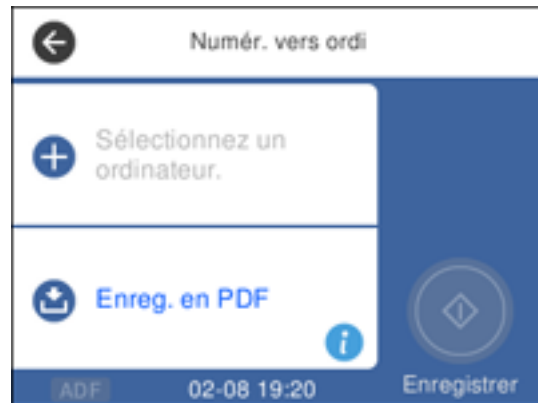 Numér. vers ordi
Sélectionnez un
ordinateur.
Enreg. en PDF
i
ADF
02-08 19:20
Enregistrer